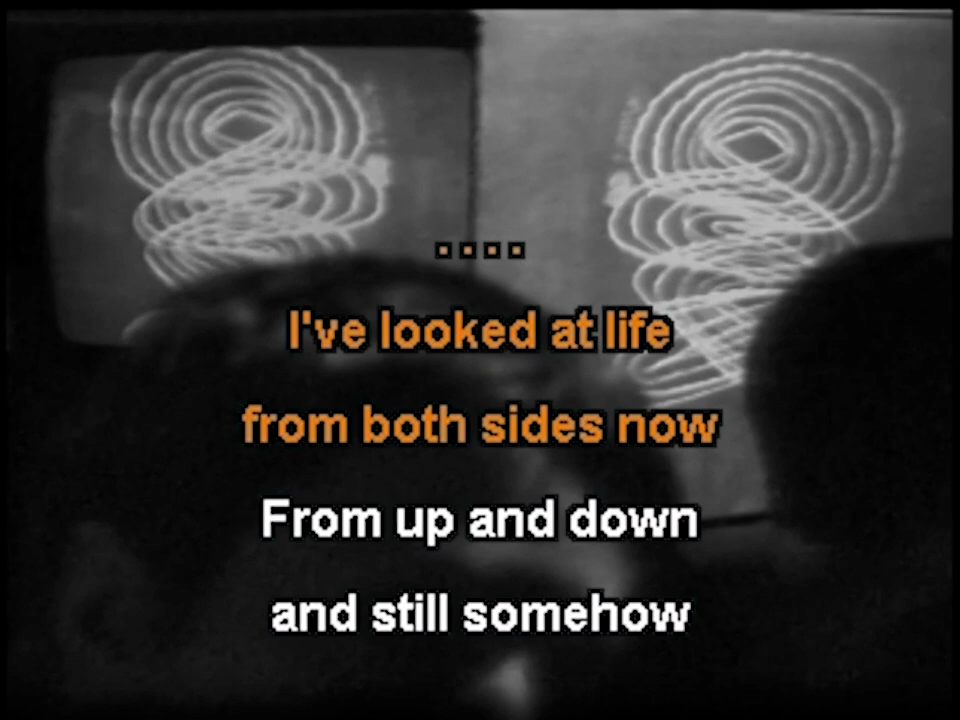 ....
I've looked at life
from both sides now
From up and down
and still somehow